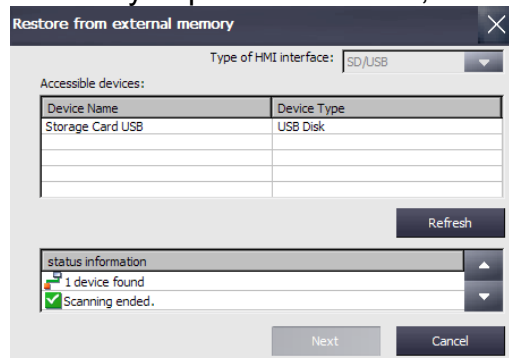 Restore from external memory
Type of HMI interface: SD/USB
Accessible devices:
Device Name Device Type
Storage Card USB USB Disk
Refresh
status information
1 device found
Scanning ended.
Next Cancel